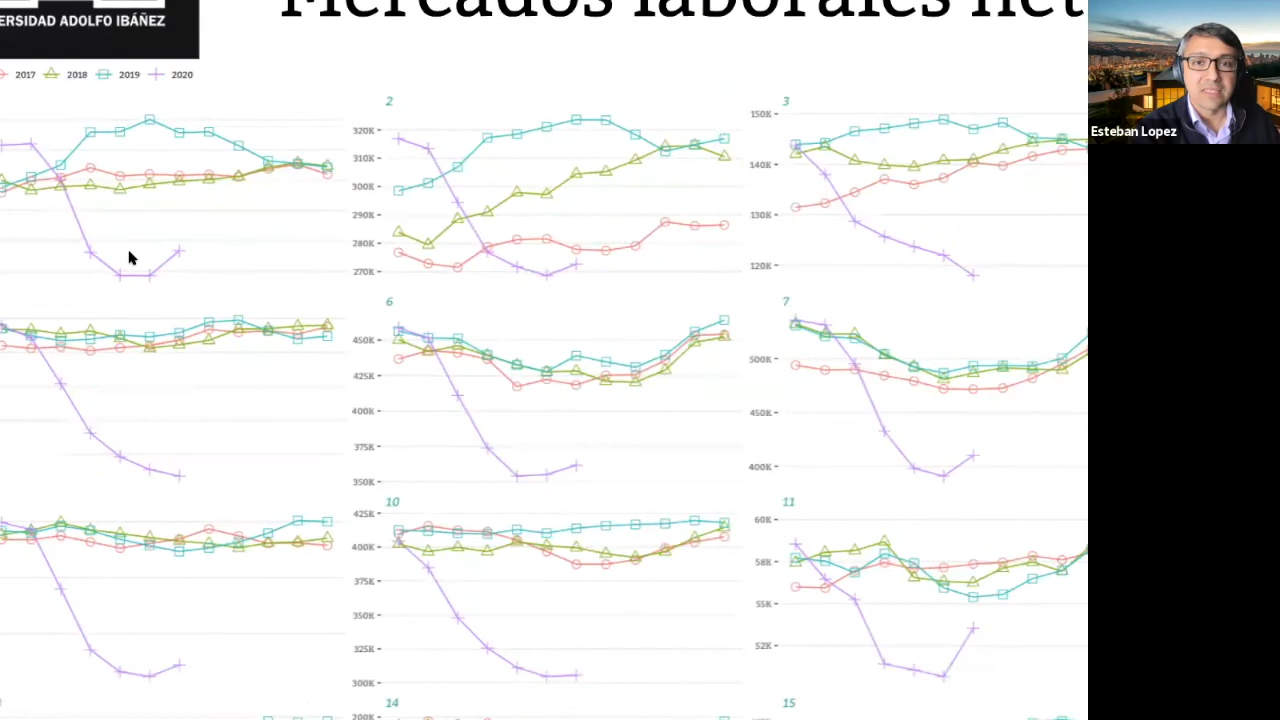 ERSIDAD ADOLFO IBÁÑEZ
Mercados laborales het
2017 2018 2019 2020
Esteban Lopez
2
320K
310K
300K
290K
280K
270K
3
150K
140K
130K
120K
6
450K
425K
400K
375K
350K
7
500K
450K
400K
10
425K
400K
375K
350K
325K
300K
11
60K
58K
55K
52K
14
200K
15